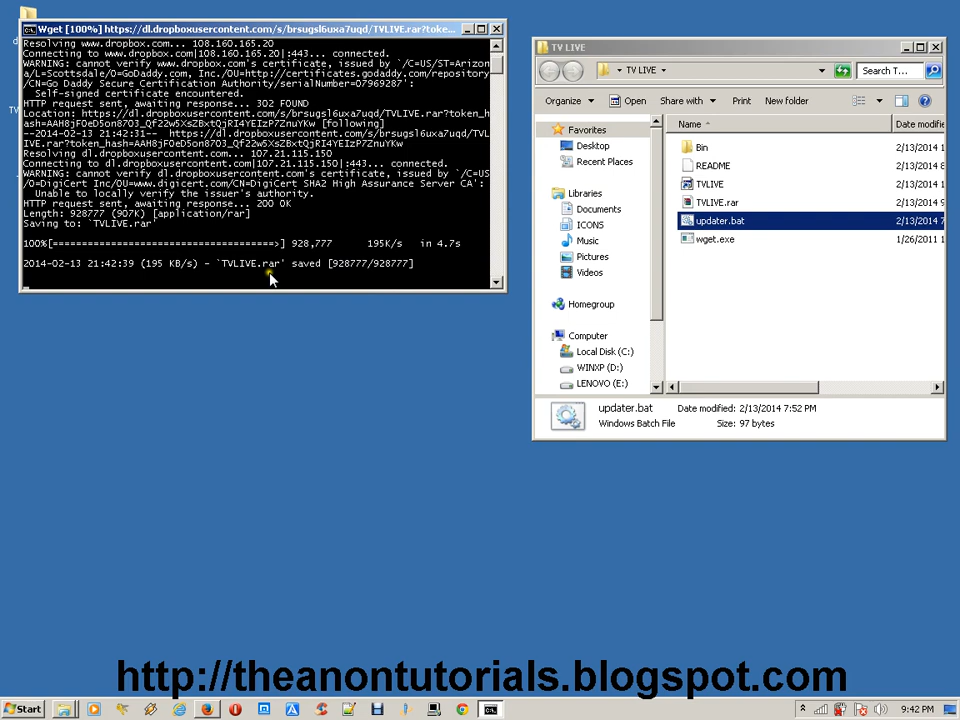 Wget [100%] https://dl.dropboxusercontent.com/s/brsugsl6uxa7uqd/TVLIVE.rar?toke...
Resolving www.dropbox.com... 108.160.165.20
Connecting to www.dropbox.com|108.160.165.20|:443... connected.
WARNING: cannot verify www.dropbox.com's certificate, issued by `/C=US/ST=Arizon
a/L=Scottsdale/O=GoDaddy.com, Inc./OU=http://certificates.godaddy.com/repository
/CN=Go Daddy Secure Certification Authority/serialNumber=07969287':
Self-signed certificate encountered.
HTTP request sent, awaiting response... 302 FOUND
Location: https://dl.dropboxusercontent.com/s/brsugsl6uxa7uqd/TVLIVE.rar?token_h
ash=AAH8jFOeD5on87O3_Qf22w5XsZBxtQjRI4YEIzP7ZnuYKw [following]
--2014-02-13 21:42:31-- https://dl.dropboxusercontent.com/s/brsugsl6uxa7uqd/TVL
IVE.rar?token_hash=AAH8jFOeD5on87O3_Qf22w5XsZBxtQjRI4YEIzP7ZnuYKw
Resolving dl.dropboxusercontent.com... 107.21.115.150
Connecting to dl.dropboxusercontent.com|107.21.115.150|:443... connected.
WARNING: cannot verify dl.dropboxusercontent.com's certificate, issued by `/C=US
/O=DigiCert Inc/OU=www.digicert.com/CN=DigiCert SHA2 High Assurance Server CA':
Unable to locally verify the issuer's authority.
HTTP request sent, awaiting response... 200 OK
Length: 928777 (907K) [application/rar]
Saving to: `TVLIVE.rar
100%[======================================>] 928,777 195K/s in 4.7s
2014-02-13 21:42:39 (195 KB/s) - `TVLIVE.rar' saved [928777/928777]
TV LIVE
TV LIVE
Search T...
Organize Open Share with Print New folder
Favorites
Desktop
Recent Places
Libraries
Documents
ICONS
Music
Pictures
Videos
Homegroup
Computer
Local Disk (C:)
WINXP (D:)
LENOVO (E:)
Name Date modifie
Bin 2/13/2014 7
README 2/13/2014 8
TVLIVE 2/13/2014 8
TVLIVE.rar 2/13/2014 9
updater.bat 2/13/2014 7
wget.exe 1/26/2011 1
updater.bat Date modified: 2/13/2014 7:52 PM
Windows Batch File Size: 97 bytes
http://theanontutorials.blogspot.com
Start
9:42 PM